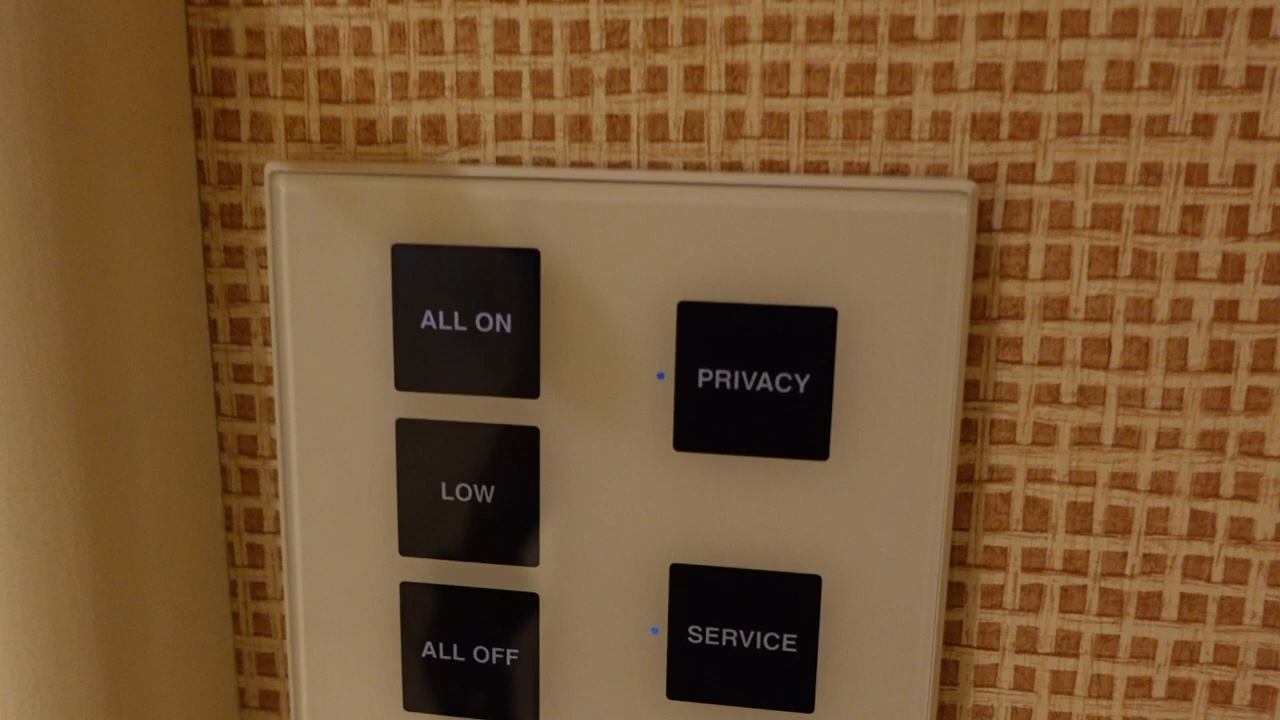 ALL ON
LOW
ALL OFF
PRIVACY
SERVICE